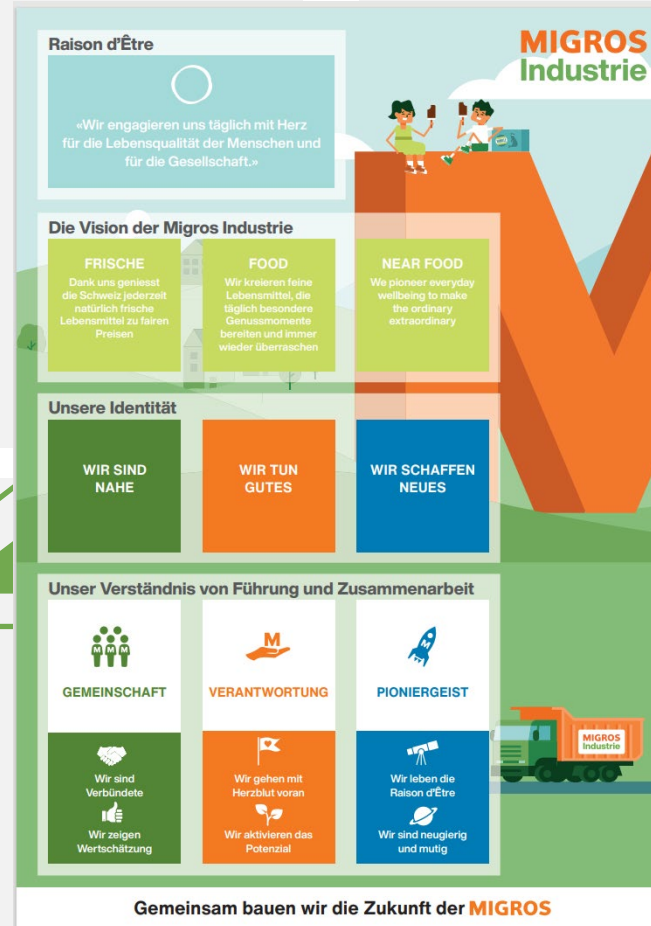 Raison d'Être
MIGROS
Industrie
«Wir engagieren uns täglich mit Herz
für die Lebensqualität der Menschen und
für die Gesellschaft.»
Die Vision der Migros Industrie
FRISCHE
Dank uns geniesst
die Schweiz jederzeit
natürlich frische
Lebensmittel zu fairen
Preisen
FOOD
Wir kreieren feine
Lebensmittel, die
täglich besondere
Genussmomente
bereiten und immer
wieder überraschen
NEAR FOOD
We pioneer everyday
wellbeing to make
the ordinary
extraordinary
Unsere Identität
WIR SIND
NAHE
WIR TUN
GUTES
WIR SCHAFFEN
NEUES
Unser Verständnis von Führung und Zusammenarbeit
M M M
GEMEINSCHAFT
M
VERANTWORTUNG
M
PIONIERGEIST
Wir sind
Verbündete
Wir zeigen
Wertschätzung
Wir gehen mit
Herzblut voran
Wir aktivieren das
Potenzial
Wir leben die
Raison d'Être
Wir sind neugierig
und mutig
MIGROS
Industrie
Gemeinsam bauen wir die Zukunft der MIGROS